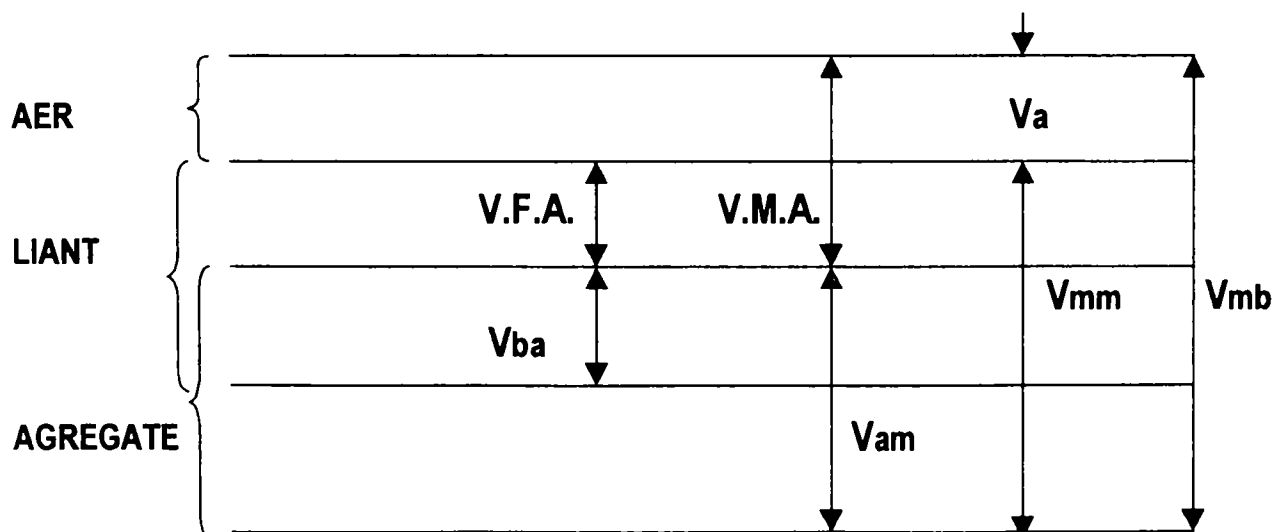 AER
Va
V.F.A.
V.M.A.
LIANT
Vmm
Vmb
Vba
AGREGATE
Vam